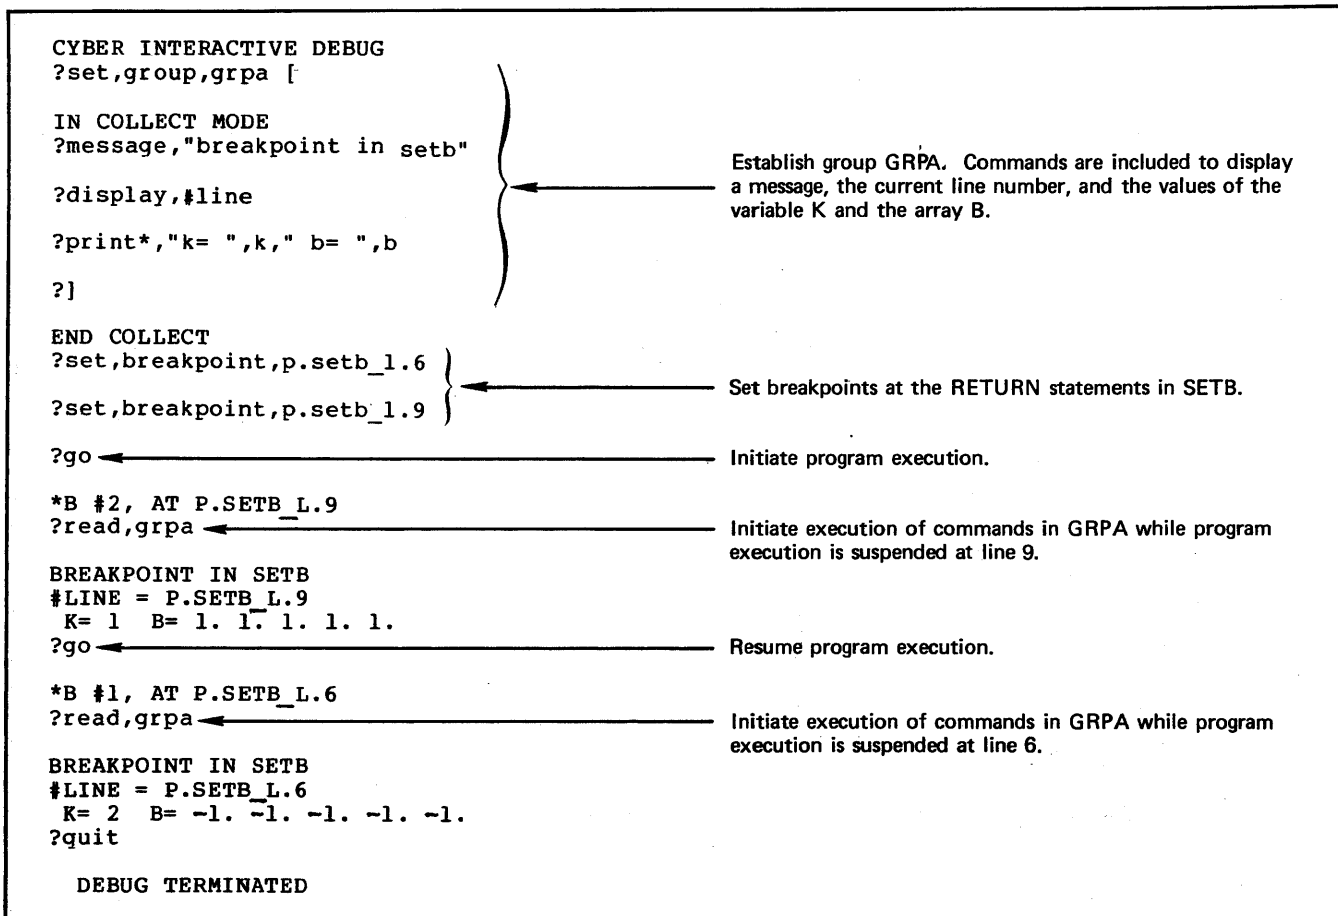 CYBER INTERACTIVE DEBUG
?set,group,grpa [
IN COLLECT MODE
?message,"breakpoint in setb"
?display,#line
?print*,"k= ",k," b= ",b
?]
Establish group GRPA. Commands are included to display
a message, the current line number, and the values of the
variable K and the array B.
END COLLECT
?set,breakpoint,p.setb_l.6
?set,breakpoint,p.setb_l.9
Set breakpoints at the RETURN statements in SETB.
?go
Initiate program execution.
*B #2, AT P.SETB_L.9
?read,grpa
Initiate execution of commands in GRPA while program
execution is suspended at line 9.
BREAKPOINT IN SETB
#LINE = P.SETB_L.9
K= 1 B= 1. 1. 1. 1. 1.
?go
Resume program execution.
*B #1, AT P.SETB_L.6
?read,grpa
Initiate execution of commands in GRPA while program
execution is suspended at line 6.
BREAKPOINT IN SETB
#LINE = P.SETB_L.6
K= 2 B= -1. -1. -1. -1. -1.
?quit
DEBUG TERMINATED